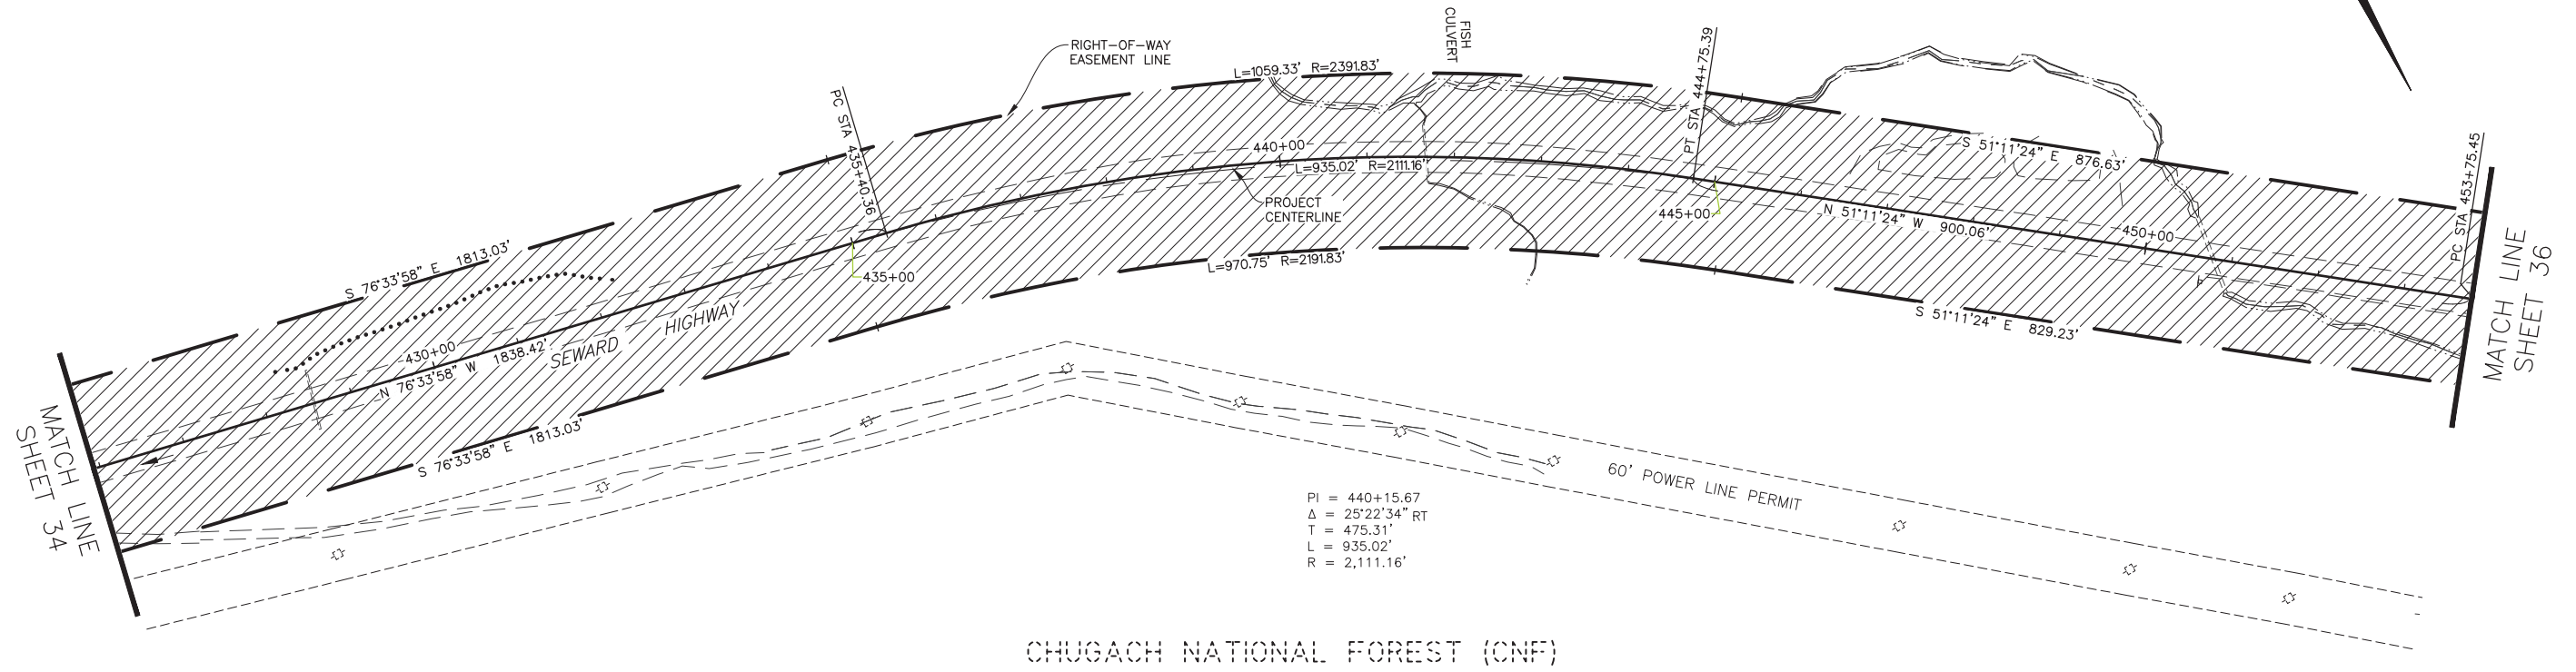 RIGHT-OF-WAY
EASEMENT LINE
FISH
CULVERT
L=1059.33' R=2391.83'
PC STA 435+40.36
PT STA 444+75.39
PC STA 453+75.45
S 76°33'58" E 1813.03'
440+00
L=935.02' R=2111.16'
PROJECT
CENTERLINE
S 51°11'24" E 876.63'
445+00
N 51°11'24" W 900.06'
450+00
435+00
L=970.75' R=2191.83'
430+00
N 76°33'58" W 1838.42'
SEWARD HIGHWAY
S 51°11'24" E 829.23'
S 76°33'58" E 1813.03'
MATCH LINE
SHEET 34
MATCH LINE
SHEET 36
60' POWER LINE PERMIT
PI = 440+15.67
Δ = 25°22'34" RT
T = 475.31'
L = 935.02'
R = 2,111.16'
CHUGACH NATIONAL FOREST (CNF)